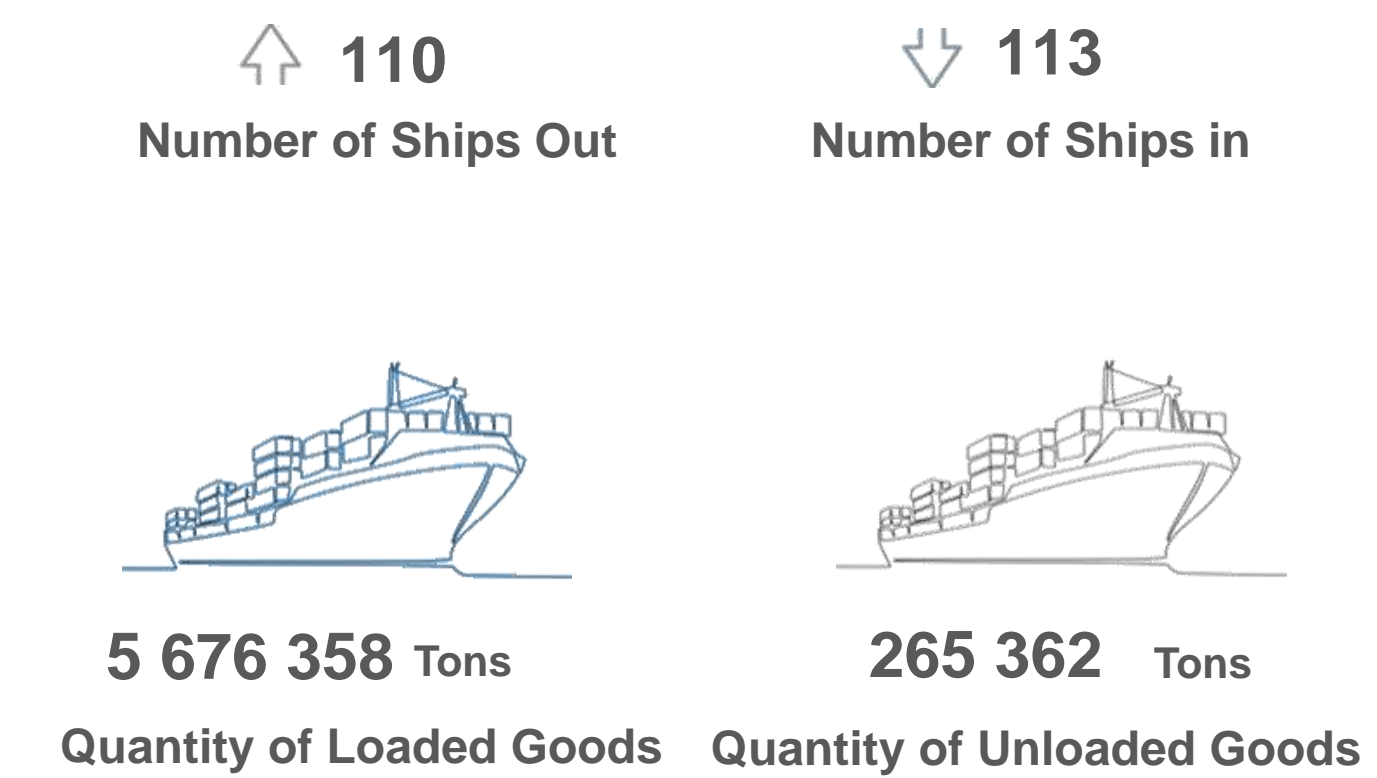 110
Number of Ships Out
113
Number of Ships in
5 676 358 Tons
Quantity of Loaded Goods
265 362 Tons
Quantity of Unloaded Goods